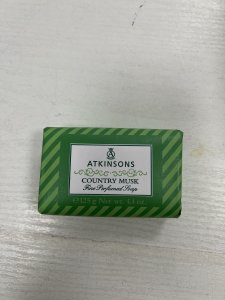 ATKINSONS
COUNTRY MUSK
Fine Perfumed Soap
℮125 g Net wt. 4.4 oz.